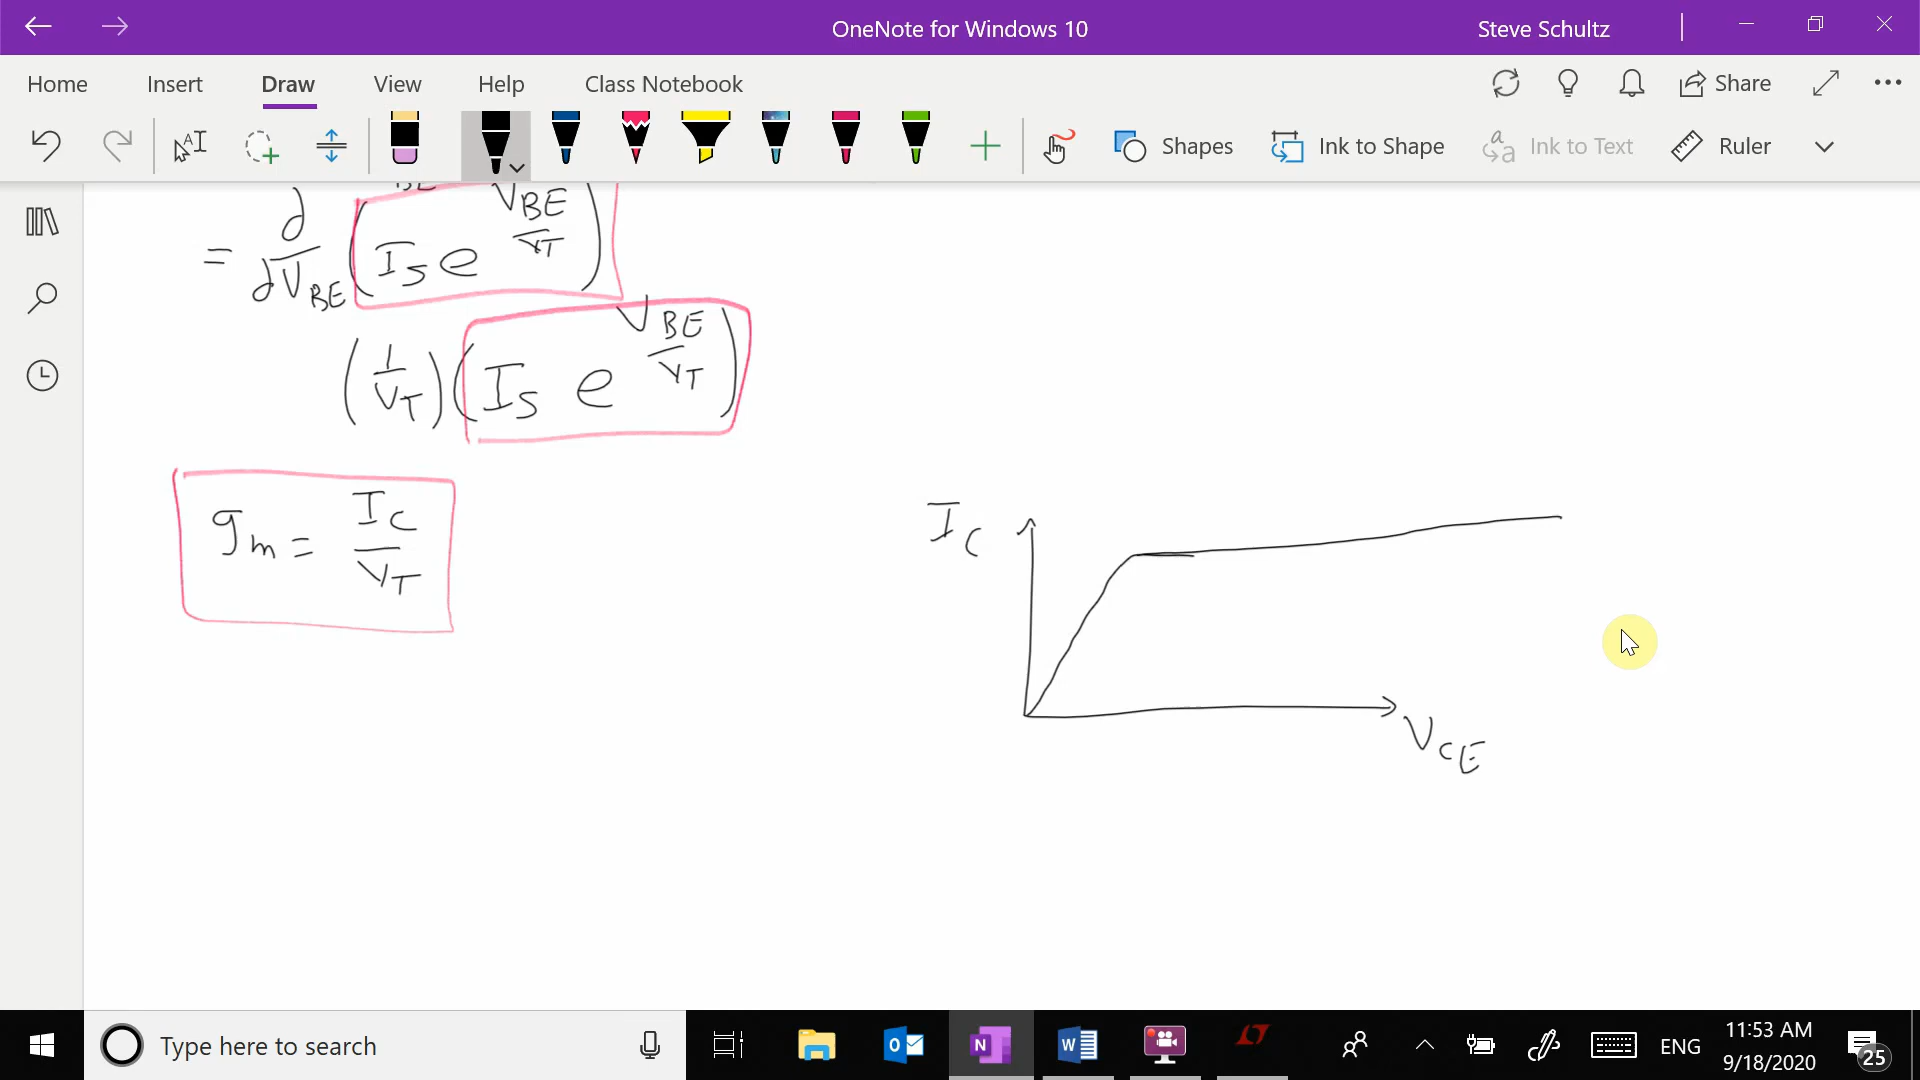 OneNote for Windows 10
Steve Schultz
Home Insert Draw View Help Class Notebook Share
Shapes Ink to Shape Ink to Text Ruler
= ∂/∂V_BE (I_S e^(V_BE/V_T))
(1/V_T)(I_S e^(V_BE/V_T))
g_m = I_C/V_T
I_C
V_CE
Type here to search
ENG
11:53 AM
9/18/2020
25